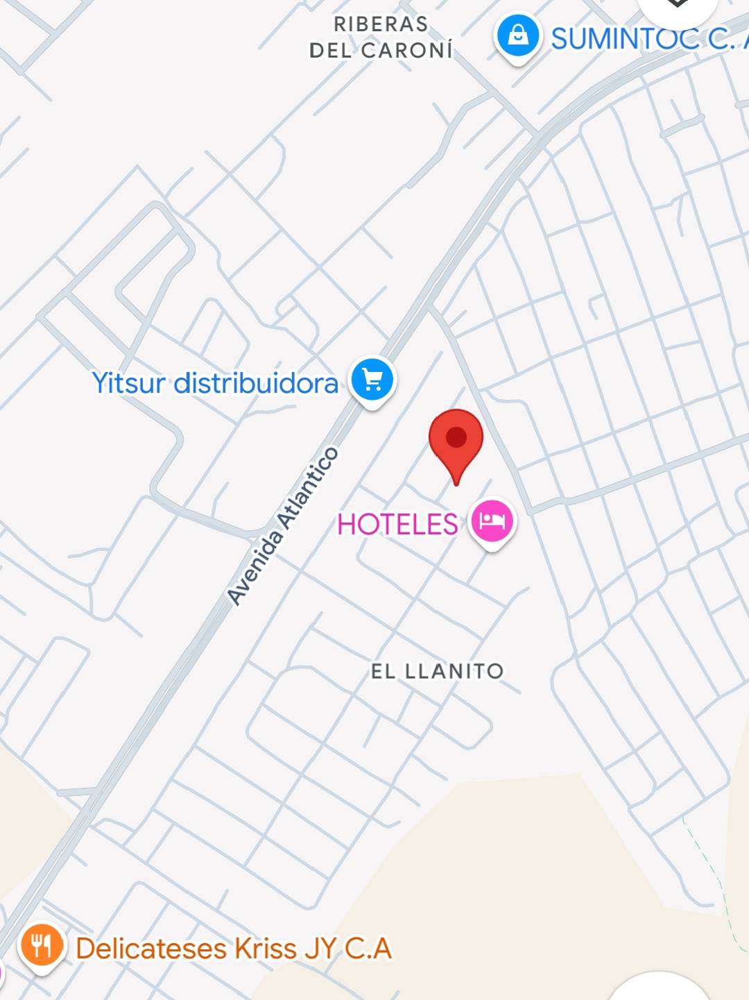 RIBERAS
DEL CARONÍ
SUMINTOC C. A
Yitsur distribuidora
Avenida Atlantico
HOTELES
EL LLANITO
Delicateses Kriss JY C.A